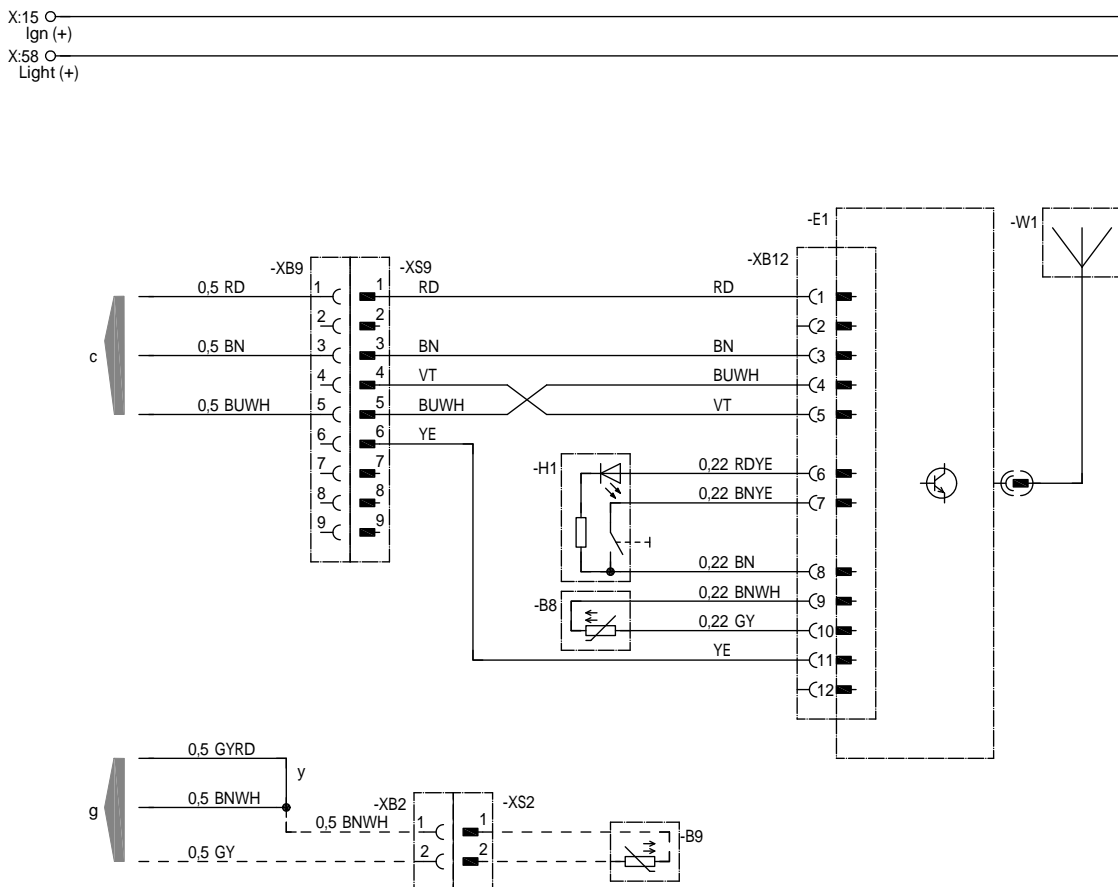 X:15
Ign (+)
X:58
Light (+)
-E1
-W1
-XB12
-XB9
-XS9
c
0,5 RD
1
1
RD
RD
1
2
2
2
0,5 BN
3
3
BN
BN
3
4
4
VT
BUWH
4
0,5 BUWH
5
5
BUWH
VT
5
6
6
YE
7
7
8
8
9
9
-H1
0,22 RDYE
6
0,22 BNYE
7
0,22 BN
8
-B8
0,22 BNWH
9
0,22 GY
10
YE
11
12
g
0,5 GYRD
y
0,5 BNWH
0,5 BNWH
0,5 GY
-XB2
-XS2
1
1
2
2
-B9